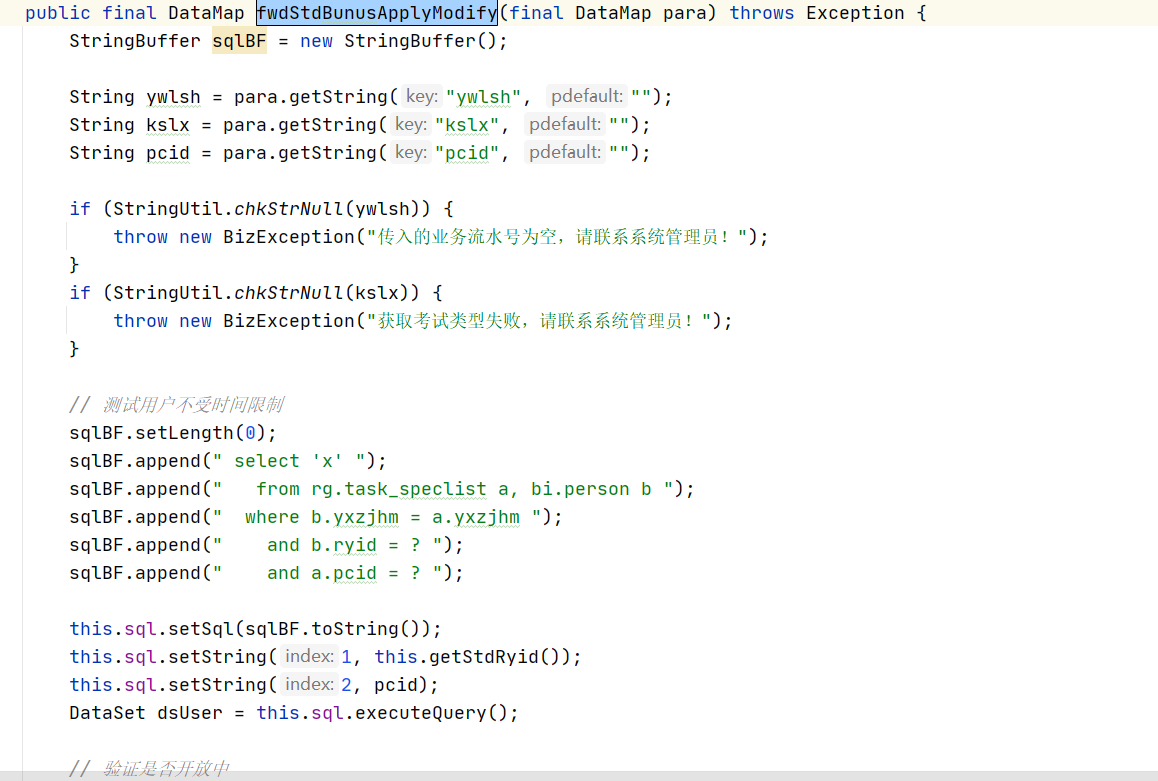 public final DataMap fwdStdBunusApplyModify(final DataMap para) throws Exception {
StringBuffer sqlBF = new StringBuffer();
String ywlsh = para.getString( key: "ywlsh", pdefault: "");
String kslx = para.getString( key: "kslx", pdefault: "");
String pcid = para.getString( key: "pcid", pdefault: "");
if (StringUtil.chkStrNull(ywlsh)) {
throw new BizException("传入的业务流水号为空，请联系系统管理员！");
}
if (StringUtil.chkStrNull(kslx)) {
throw new BizException("获取考试类型失败，请联系系统管理员！");
}
// 测试用户不受时间限制
sqlBF.setLength(0);
sqlBF.append(" select 'x' ");
sqlBF.append("   from rg.task_speclist a, bi.person b ");
sqlBF.append("  where b.yxzjhm = a.yxzjhm ");
sqlBF.append("    and b.ryid = ? ");
sqlBF.append("    and a.pcid = ? ");
this.sql.setSql(sqlBF.toString());
this.sql.setString( index: 1, this.getStdRyid());
this.sql.setString( index: 2, pcid);
DataSet dsUser = this.sql.executeQuery();
// 验证是否开放中